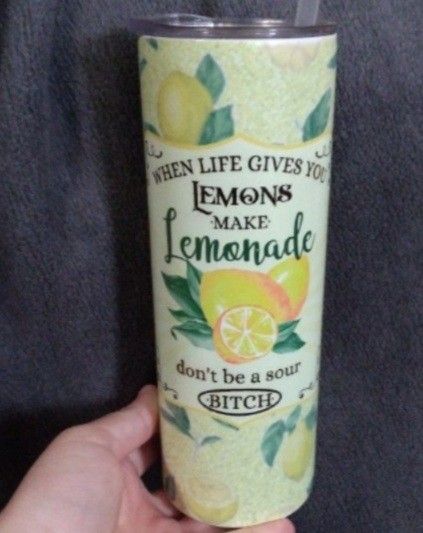 WHEN LIFE GIVES YOU
LEMONS
·MAKE·
Lemonade
don't be a sour
·BITCH·